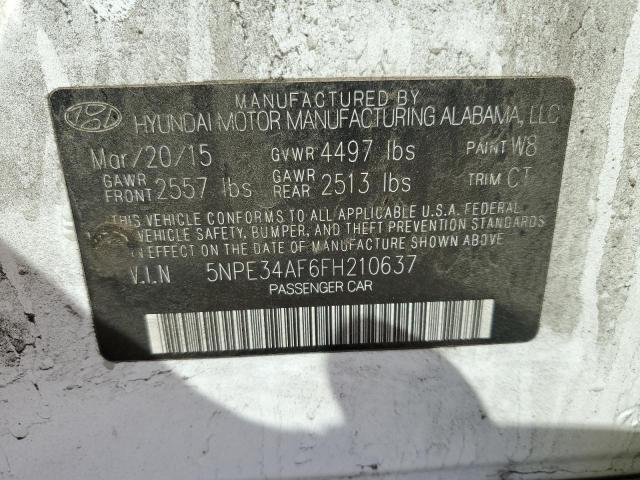 MANUFACTURED BY
HYUNDAI MOTOR MANUFACTURING ALABAMA, LLC
Mar/20/15 GVWR 4497 lbs PAINT W8
GAWR FRONT 2557 lbs GAWR REAR 2513 lbs TRIM CT
THIS VEHICLE CONFORMS TO ALL APPLICABLE U.S.A. FEDERAL
VEHICLE SAFETY, BUMPER, AND THEFT PREVENTION STANDARDS
IN EFFECT ON THE DATE OF MANUFACTURE SHOWN ABOVE.
V.I.N 5NPE34AF6FH210637
PASSENGER CAR